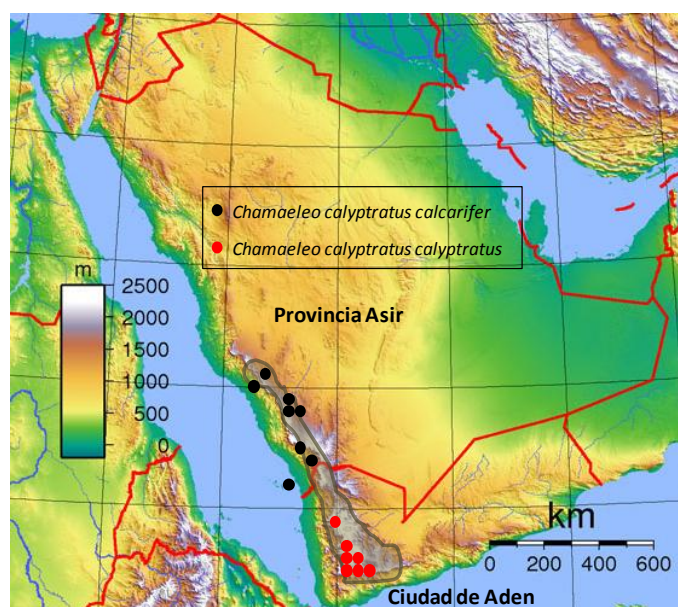 Chamaeleo calyptratus calcarifer
Chamaeleo calyptratus calyptratus
m
2500
2000
1500
1000
500
0
Provincia Asir
km
0 200 400 600
Ciudad de Aden